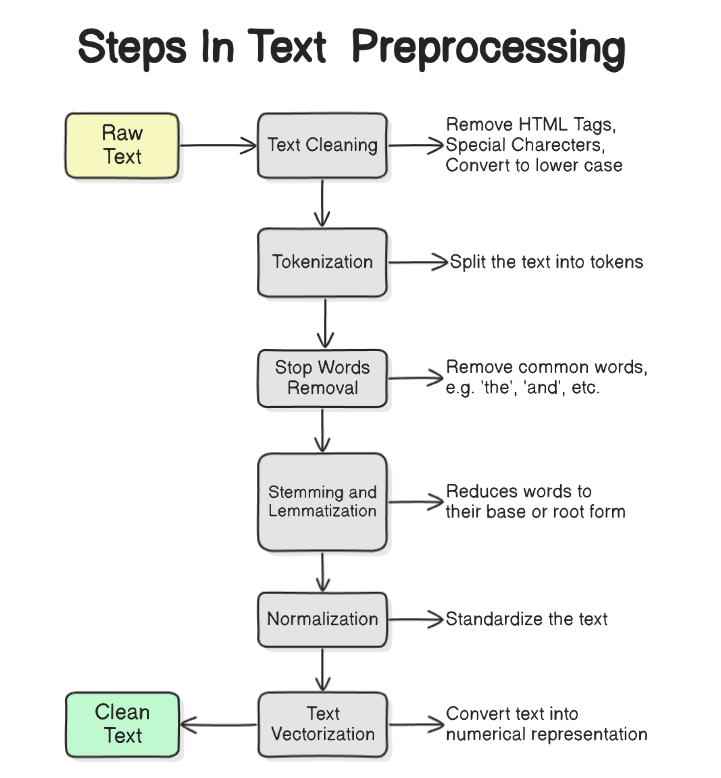 Steps In Text Preprocessing
Raw
Text
Text Cleaning
Remove HTML Tags,
Special Charecters,
Convert to lower case
Tokenization
Split the text into tokens
Stop Words
Removal
Remove common words,
e.g. 'the', 'and', etc.
Stemming and
Lemmatization
Reduces words to
their base or root form
Normalization
Standardize the text
Clean
Text
Text
Vectorization
Convert text into
numerical representation